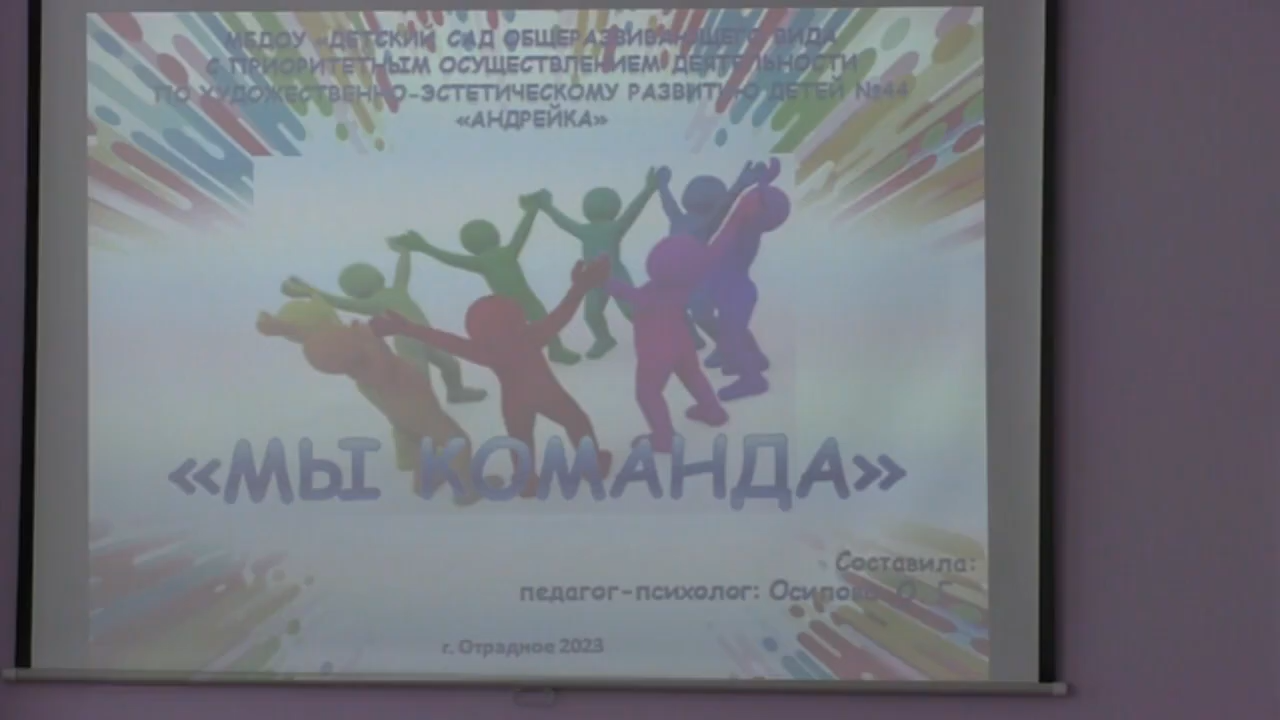 МБДОУ «ДЕТСКИЙ САД ОБЩЕРАЗВИВАЮЩЕГО ВИДА
С ПРИОРИТЕТНЫМ ОСУЩЕСТВЛЕНИЕМ ДЕЯТЕЛЬНОСТИ
ПО ХУДОЖЕСТВЕННО-ЭСТЕТИЧЕСКОМУ РАЗВИТИЮ ДЕТЕЙ №44
«АНДРЕЙКА»
«МЫ КОМАНДА»
Составила:
педагог-психолог: Осипова О. Г.
г. Отрадное 2023